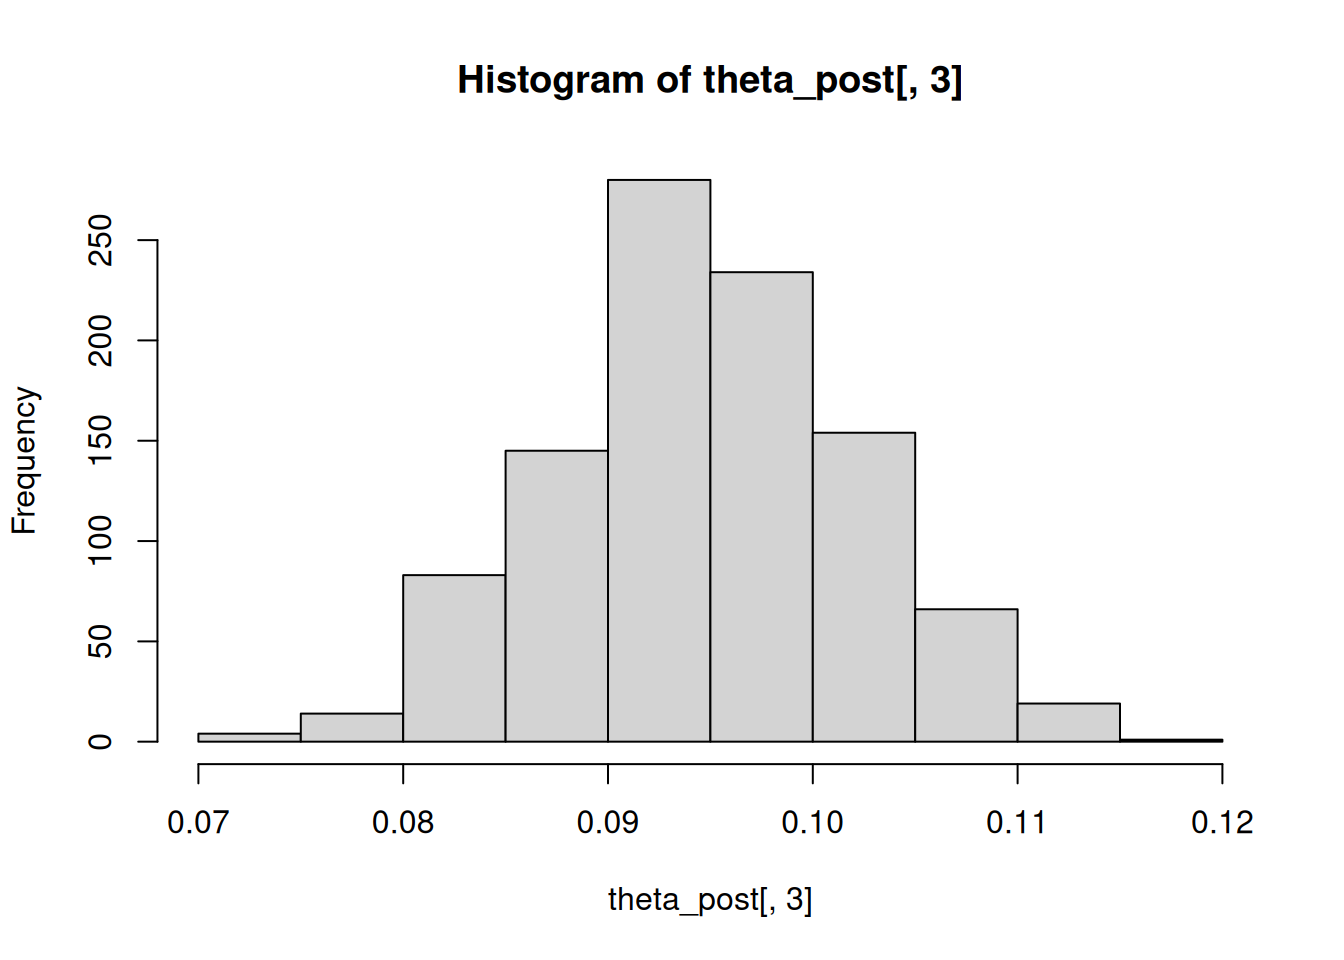 Histogram of theta_post[, 3]
Frequency
250
200
150
100
50
0
0.07 0.08 0.09 0.10 0.11 0.12
theta_post[, 3]